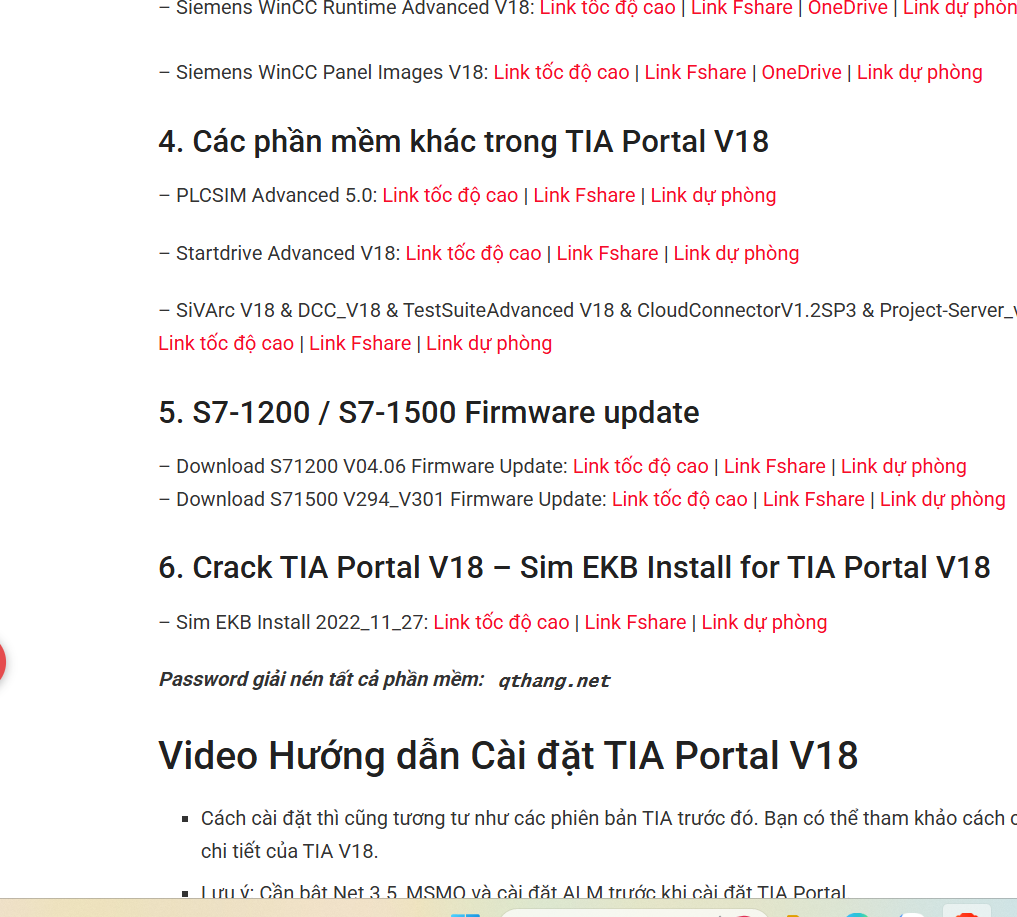 – Siemens WinCC Runtime Advanced V18: Link tốc độ cao | Link Fshare | OneDrive | Link dự phòn
– Siemens WinCC Panel Images V18: Link tốc độ cao | Link Fshare | OneDrive | Link dự phòng
4. Các phần mềm khác trong TIA Portal V18
– PLCSIM Advanced 5.0: Link tốc độ cao | Link Fshare | Link dự phòng
– Startdrive Advanced V18: Link tốc độ cao | Link Fshare | Link dự phòng
– SiVArc V18 & DCC_V18 & TestSuiteAdvanced V18 & CloudConnectorV1.2SP3 & Project-Server_v
Link tốc độ cao | Link Fshare | Link dự phòng
5. S7-1200 / S7-1500 Firmware update
– Download S71200 V04.06 Firmware Update: Link tốc độ cao | Link Fshare | Link dự phòng
– Download S71500 V294_V301 Firmware Update: Link tốc độ cao | Link Fshare | Link dự phòng
6. Crack TIA Portal V18 – Sim EKB Install for TIA Portal V18
– Sim EKB Install 2022_11_27: Link tốc độ cao | Link Fshare | Link dự phòng
Password giải nén tất cả phần mềm: qthang.net
Video Hướng dẫn Cài đặt TIA Portal V18
Cách cài đặt thì cũng tương tư như các phiên bản TIA trước đó. Bạn có thể tham khảo cách c
chi tiết của TIA V18.
Lưu ý: Cần bật Net 3.5, MSMQ và cài đặt ALM trước khi cài đặt TIA Portal